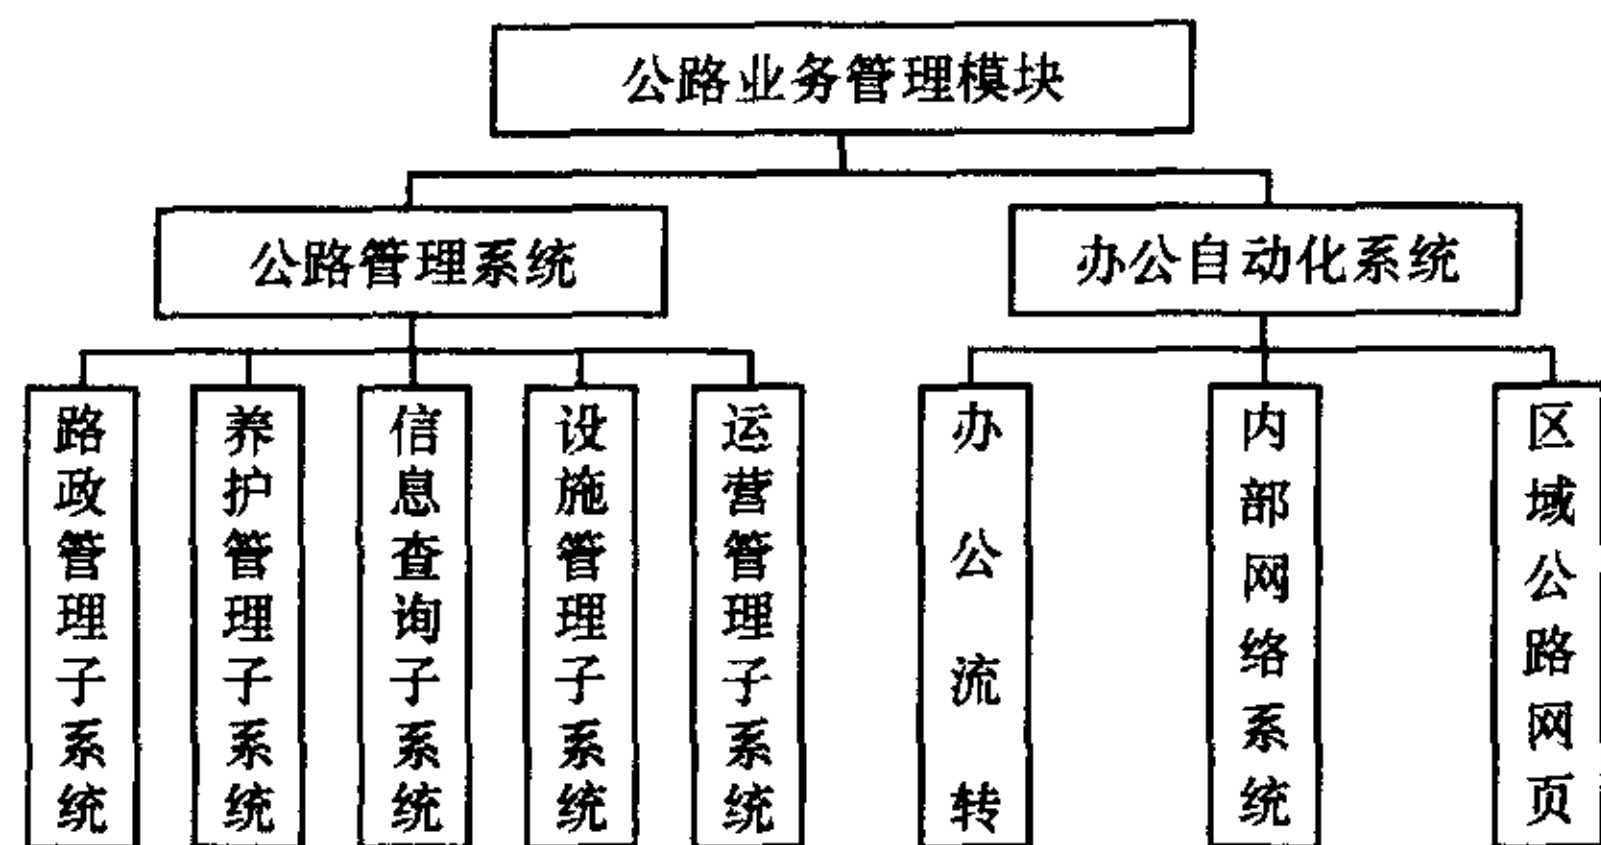 公路业务管理模块
公路管理系统
办公自动化系统
路政管理子系统
养护管理子系统
信息查询子系统
设施管理子系统
运营管理子系统
办公流转
内部网络系统
区域公路网页